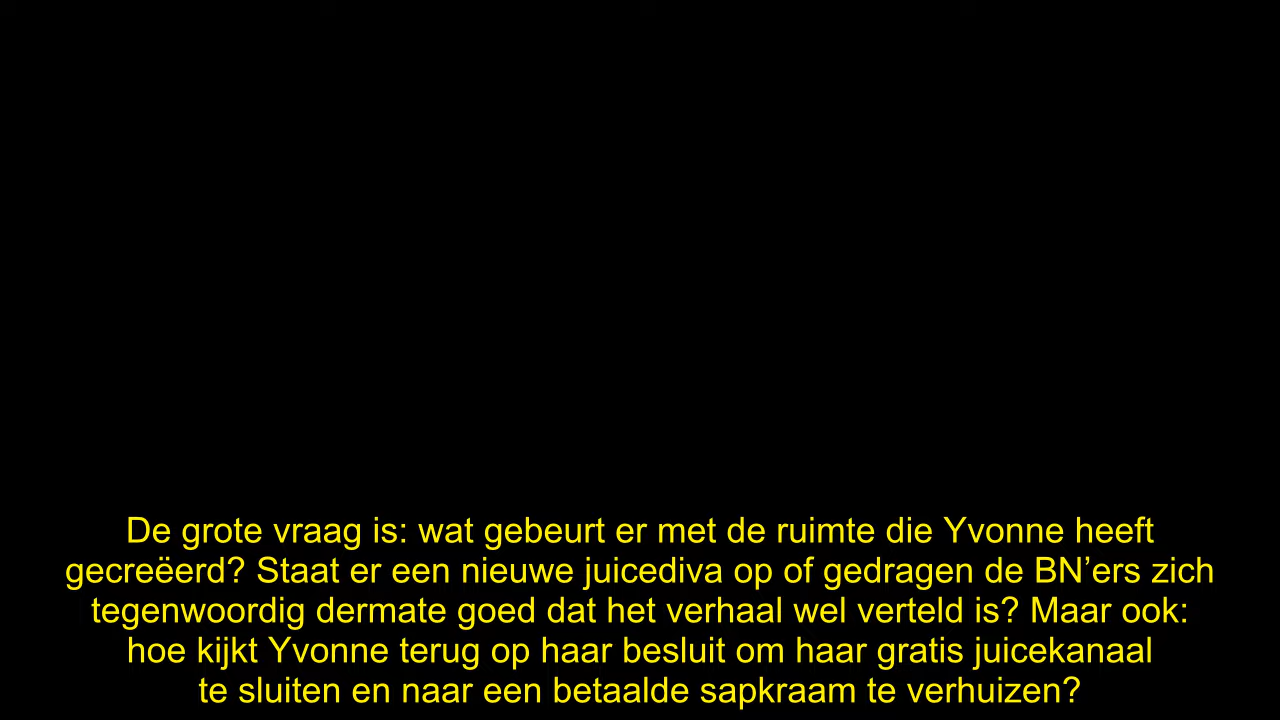 De grote vraag is: wat gebeurt er met de ruimte die Yvonne heeft
gecreëerd? Staat er een nieuwe juicediva op of gedragen de BN’ers zich
tegenwoordig dermate goed dat het verhaal wel verteld is? Maar ook:
hoe kijkt Yvonne terug op haar besluit om haar gratis juicekanaal
te sluiten en naar een betaalde sapkraam te verhuizen?